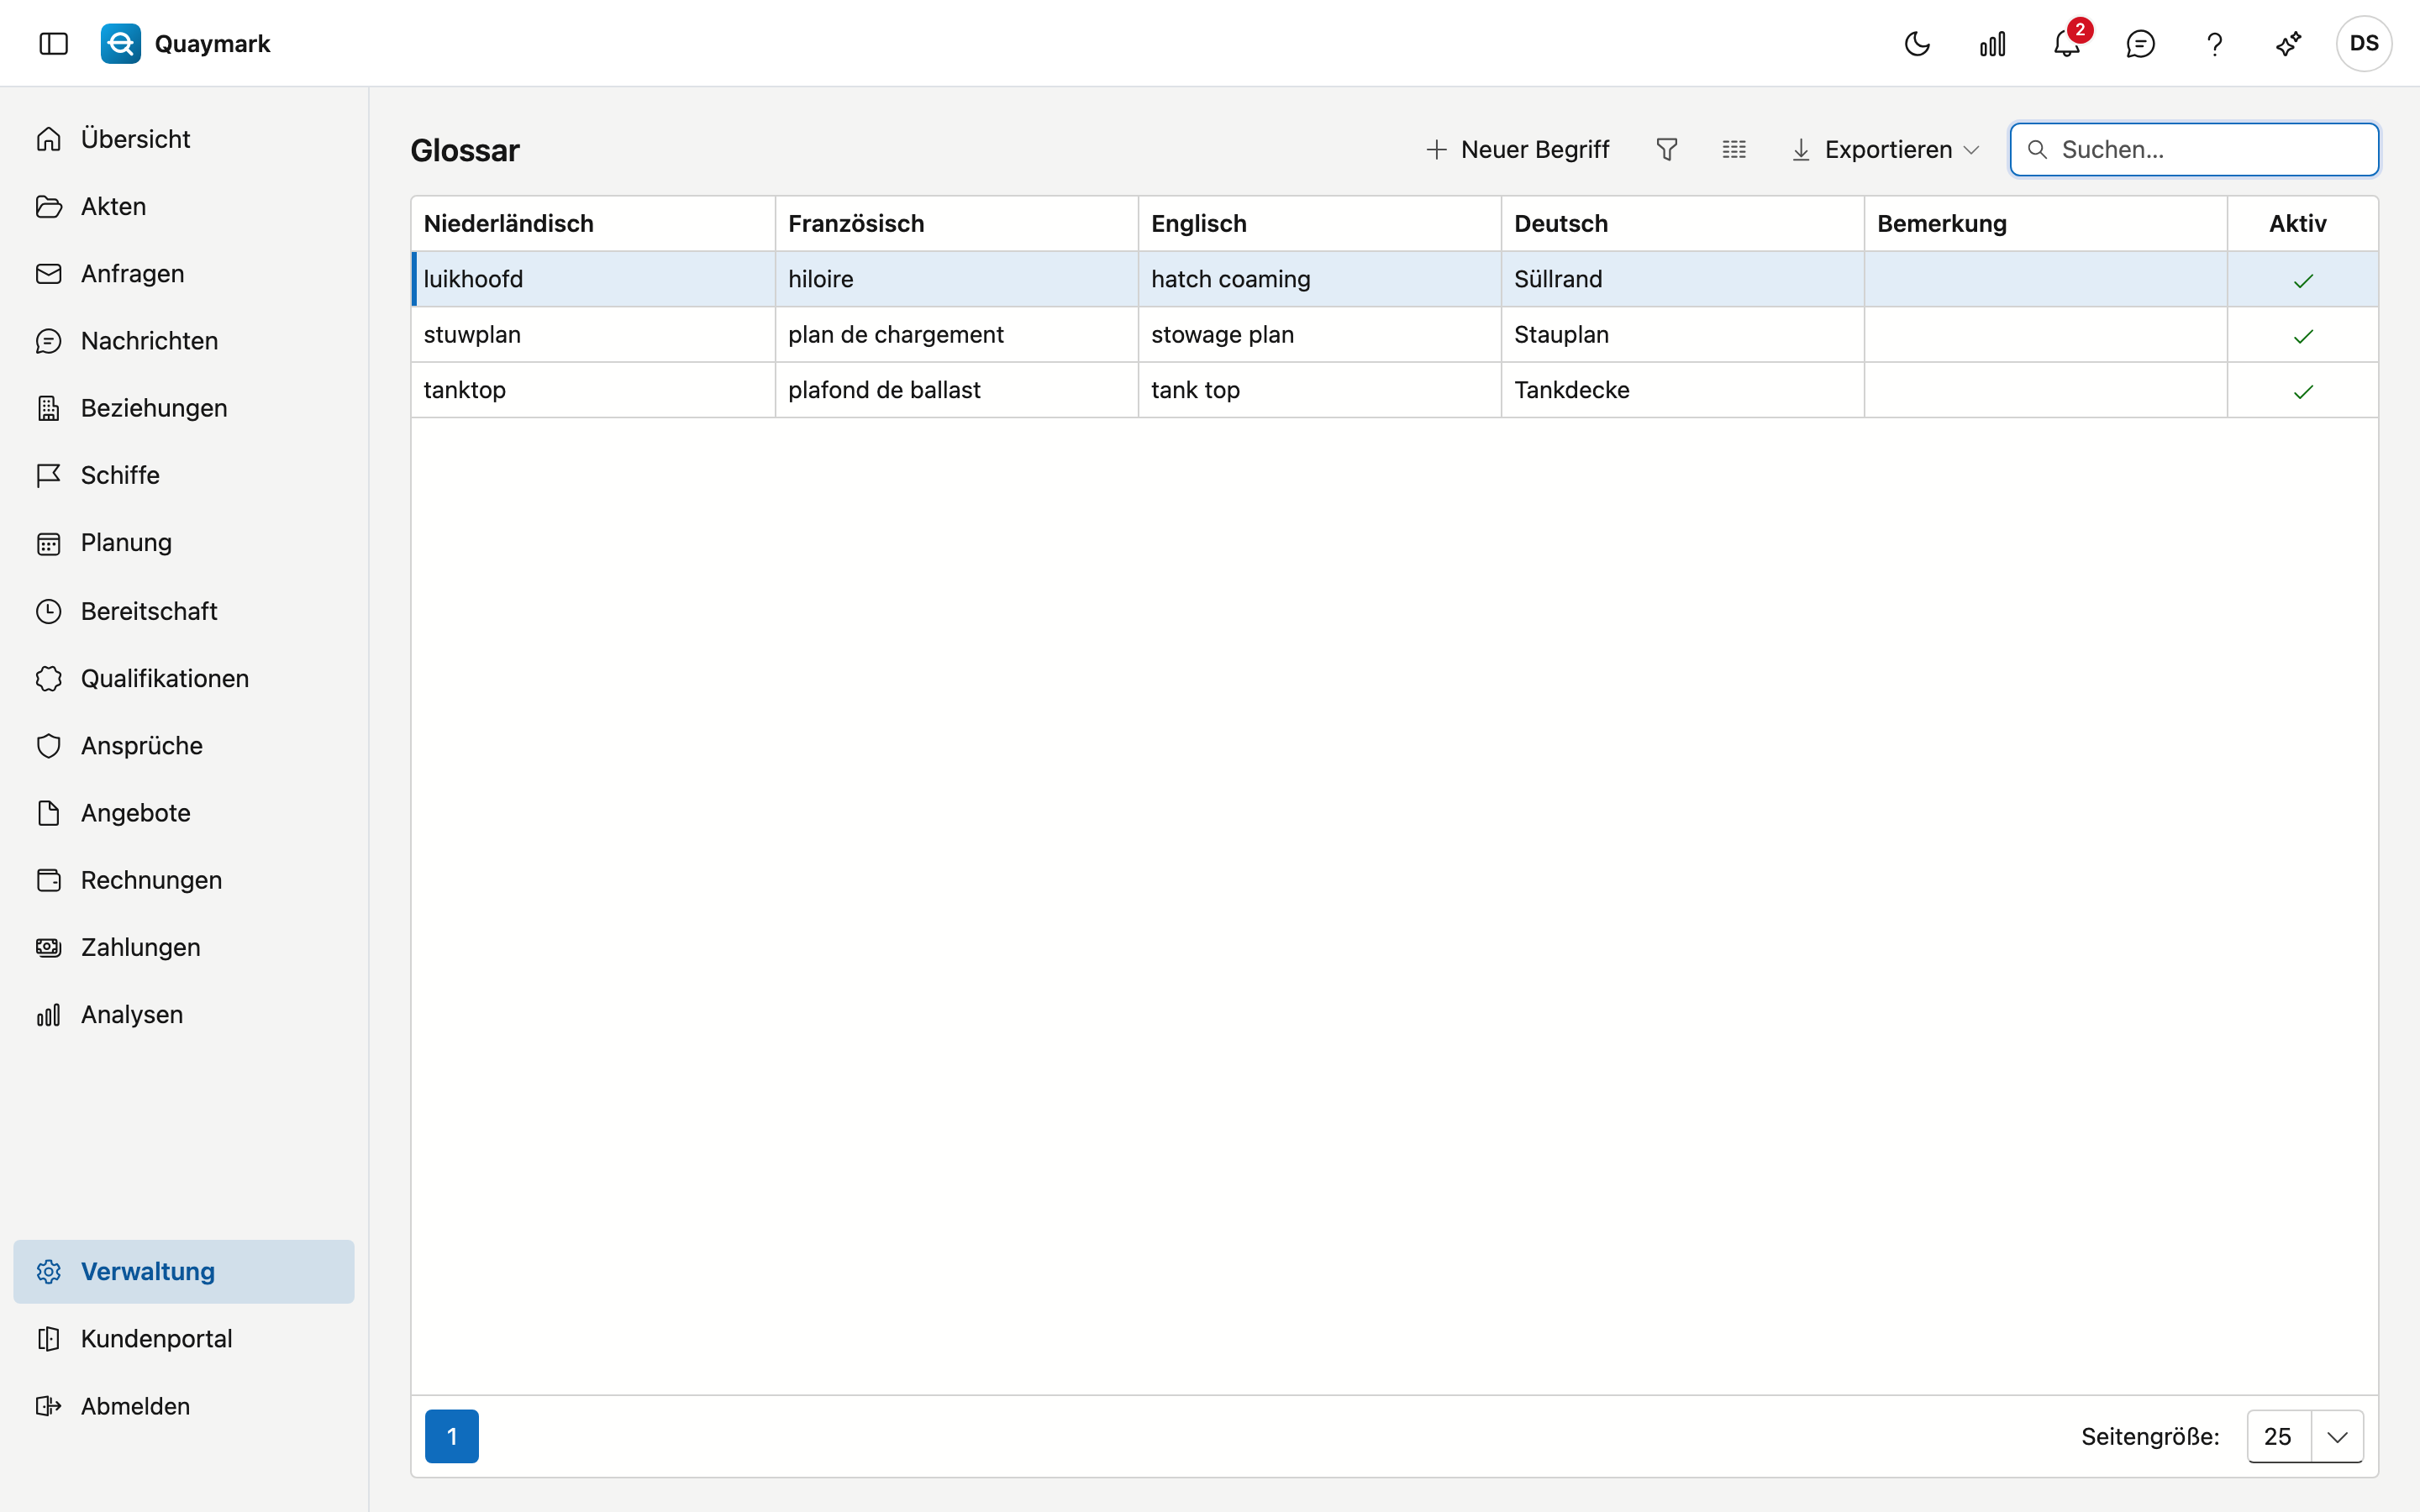 Quaymark
2
DS
Übersicht
Akten
Anfragen
Nachrichten
Beziehungen
Schiffe
Planung
Bereitschaft
Qualifikationen
Ansprüche
Angebote
Rechnungen
Zahlungen
Analysen
Verwaltung
Kundenportal
Abmelden
Glossar
Neuer Begriff
Exportieren
Suchen...
Niederländisch Französisch Englisch Deutsch Bemerkung Aktiv
luikhoofd hiloire hatch coaming Süllrand
stuwplan plan de chargement stowage plan Stauplan
tanktop plafond de ballast tank top Tankdecke
1
Seitengröße: 25